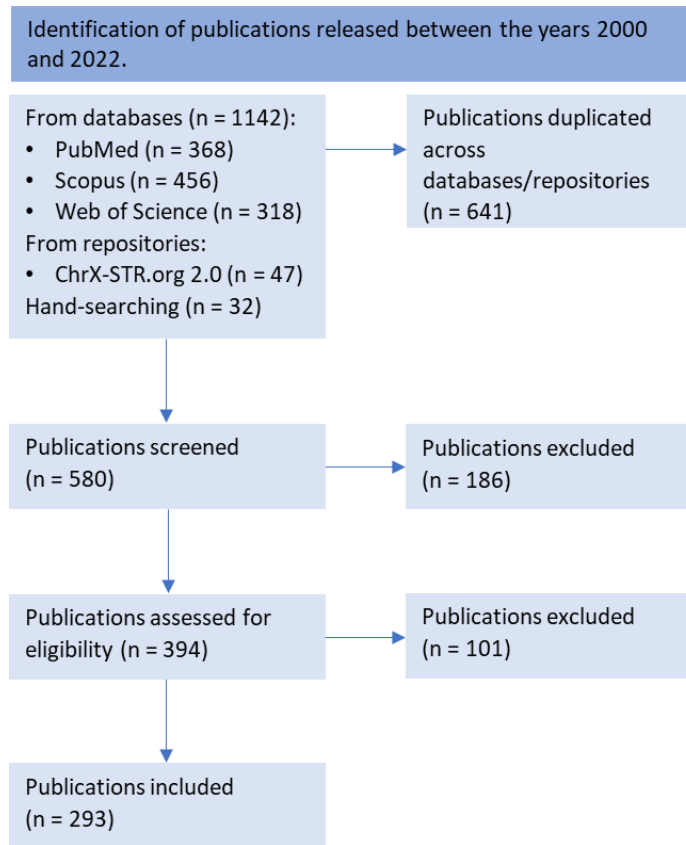 Identification of publications released between the years 2000
and 2022.
From databases (n = 1142):
• PubMed (n = 368)
• Scopus (n = 456)
• Web of Science (n = 318)
From repositories:
• ChrX-STR.org 2.0 (n = 47)
Hand-searching (n = 32)
Publications duplicated
across
databases/repositories
(n = 641)
Publications screened
(n = 580)
Publications excluded
(n = 186)
Publications assessed for
eligibility (n = 394)
Publications excluded
(n = 101)
Publications included
(n = 293)